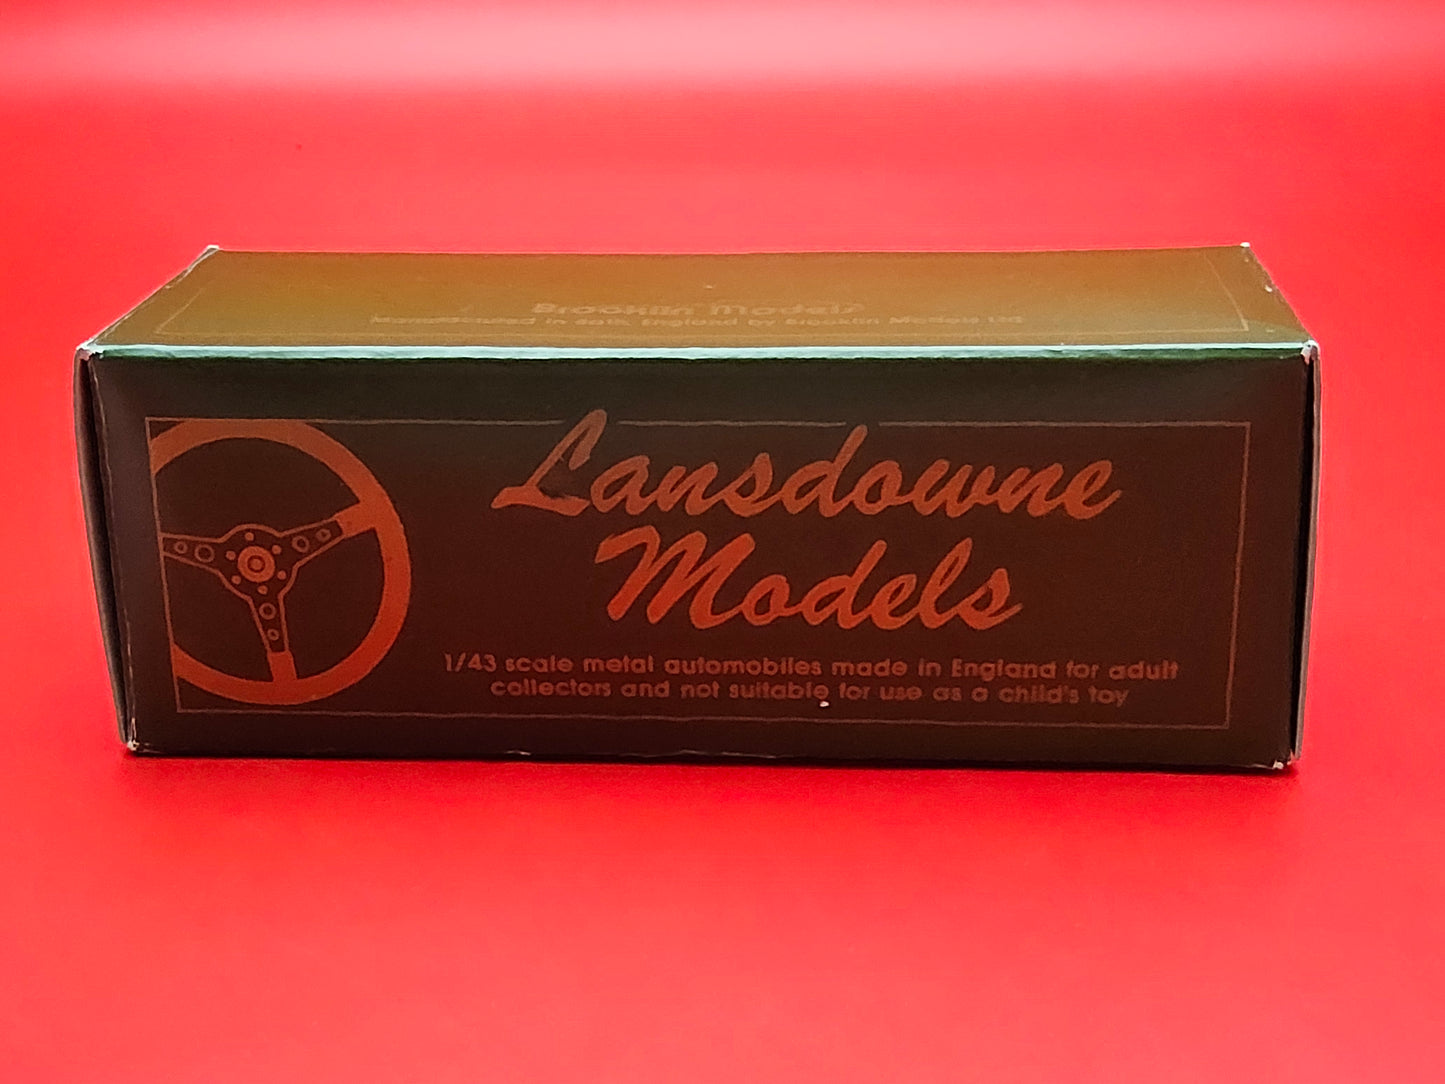 Brooklin Models
Manufactured in Bath, England by Brooklin Models Ltd
Lansdowne
Models
1/43 scale metal automobiles made in England for adult
collectors and not suitable for use as a child's toy